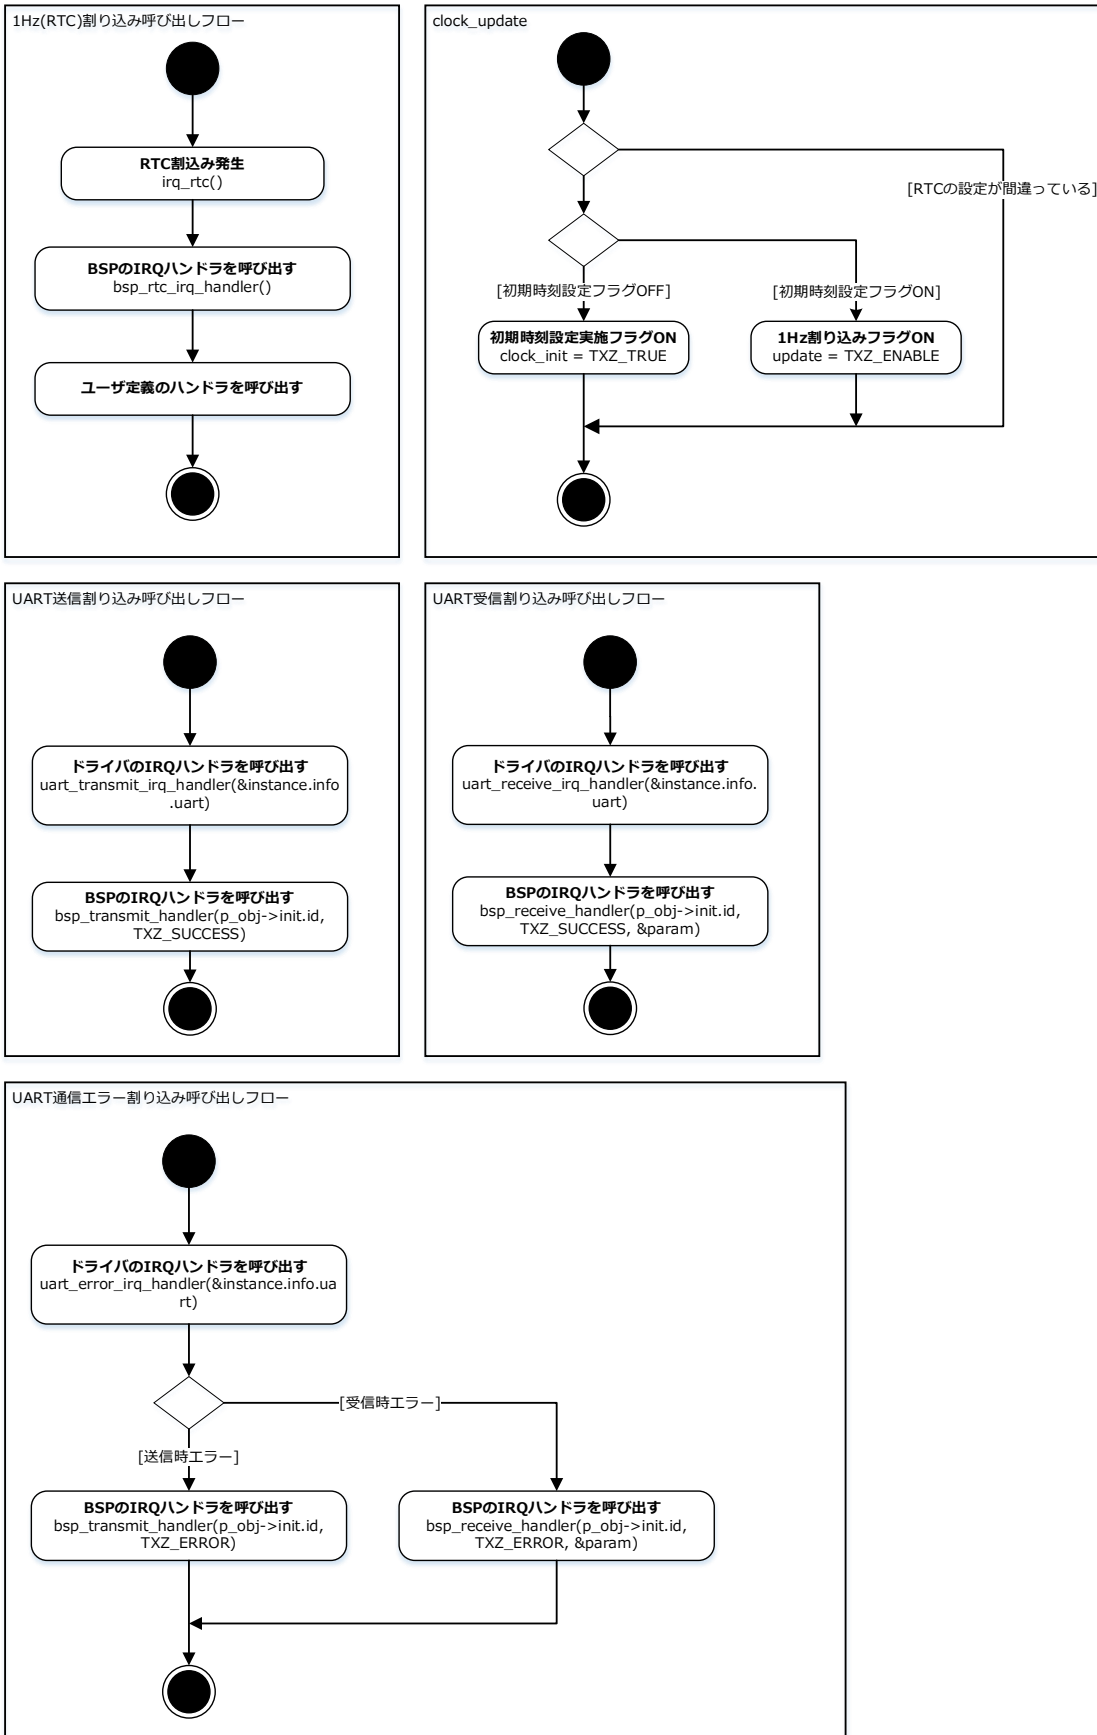 1Hz(RTC)割り込み呼び出しフロー
RTC割込み発生
irq_rtc()
BSPのIRQハンドラを呼び出す
bsp_rtc_irq_handler()
ユーザ定義のハンドラを呼び出す
clock_update
[RTCの設定が間違っている]
[初期時刻設定フラグOFF]
[初期時刻設定フラグON]
初期時刻設定実施フラグON
clock_init = TXZ_TRUE
1Hz割り込みフラグON
update = TXZ_ENABLE
UART送信割り込み呼び出しフロー
ドライバのIRQハンドラを呼び出す
uart_transmit_irq_handler(&instance.info
.uart)
BSPのIRQハンドラを呼び出す
bsp_transmit_handler(p_obj->init.id,
TXZ_SUCCESS)
UART受信割り込み呼び出しフロー
ドライバのIRQハンドラを呼び出す
uart_receive_irq_handler(&instance.info.
uart)
BSPのIRQハンドラを呼び出す
bsp_receive_handler(p_obj->init.id,
TXZ_SUCCESS, &param)
UART通信エラー割り込み呼び出しフロー
ドライバのIRQハンドラを呼び出す
uart_error_irq_handler(&instance.info.ua
rt)
[受信時エラー]
[送信時エラー]
BSPのIRQハンドラを呼び出す
bsp_transmit_handler(p_obj->init.id,
TXZ_ERROR)
BSPのIRQハンドラを呼び出す
bsp_receive_handler(p_obj->init.id,
TXZ_ERROR, &param)